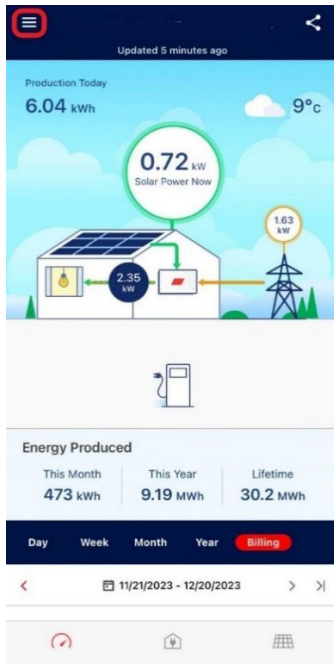 Updated 5 minutes ago
Production Today
6.04 kWh
9°c
0.72 kW
Solar Power Now
1.63
kW
2.35
kW
Energy Produced
This Month This Year Lifetime
473 kWh 9.19 MWh 30.2 MWh
Day Week Month Year Billing
11/21/2023 - 12/20/2023